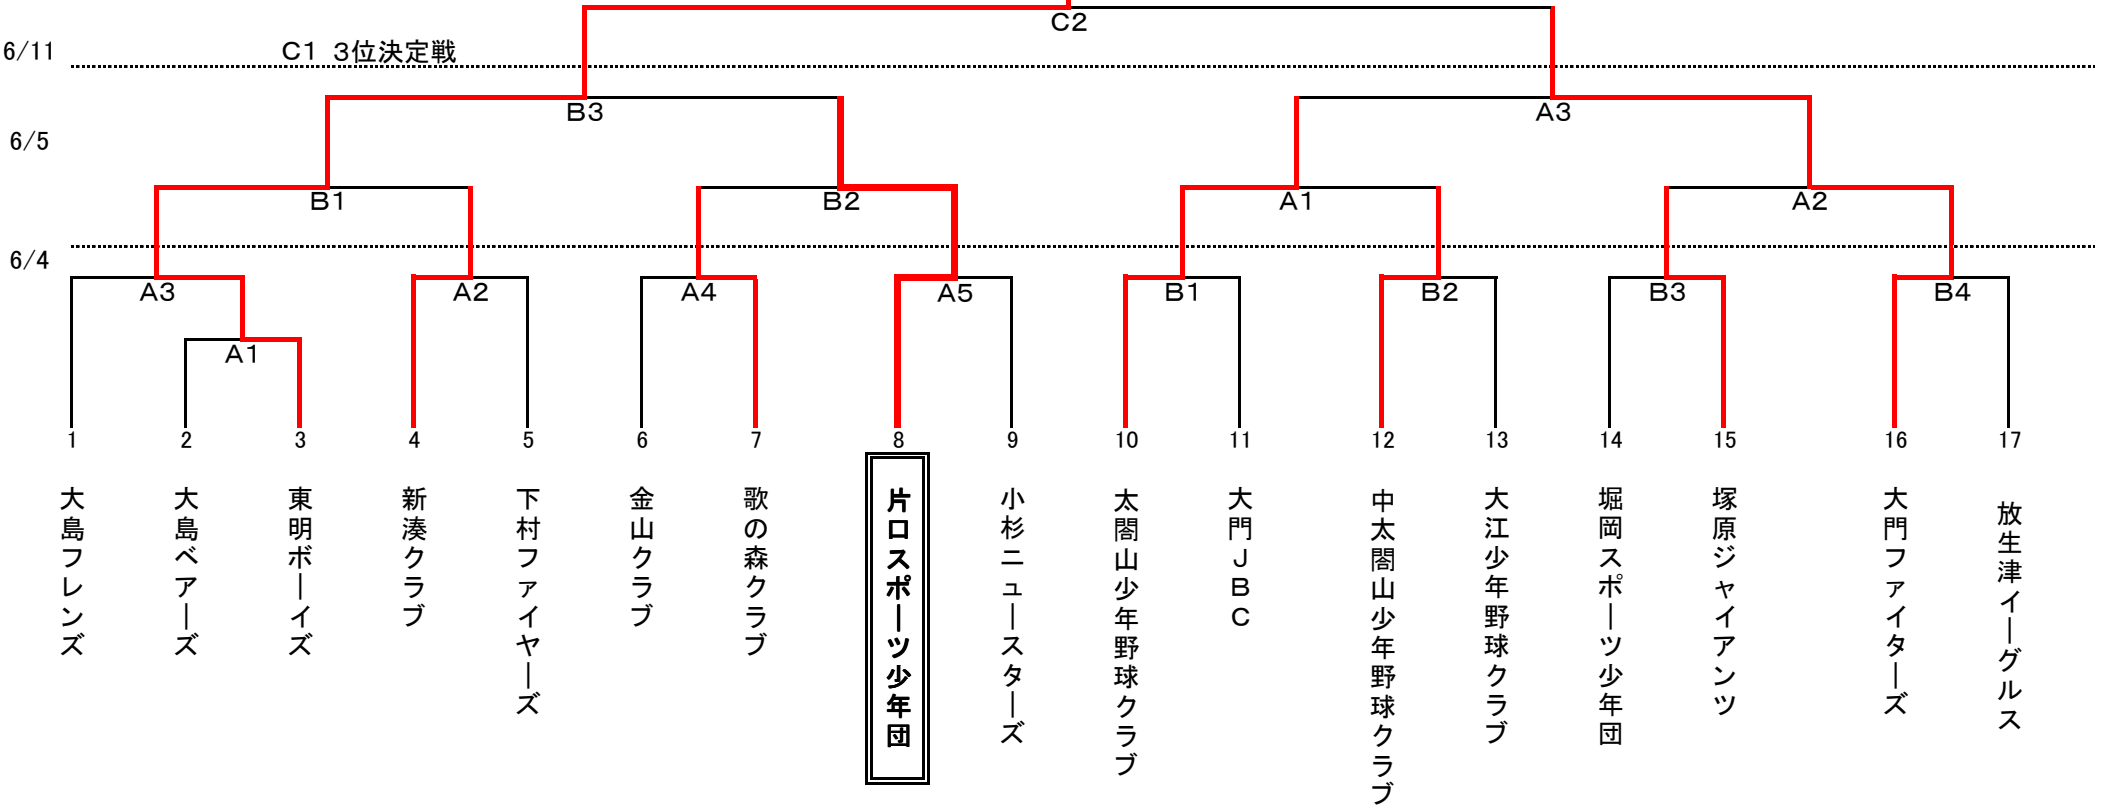 C2
6/11
C1 3位決定戦
B3
A3
6/5
B1
B2
A1
A2
6/4
A3
A2
A4
A5
B1
B2
B3
B4
A1
1
2
3
4
5
6
7
8
9
10
11
12
13
14
15
16
17
大島フレンズ
大島ベアーズ
東明ボーイズ
新湊クラブ
下村ファイヤーズ
金山クラブ
歌の森クラブ
片口スポーツ少年団
小杉ニュースターズ
太閤山少年野球クラブ
大門JBC
中太閤山少年野球クラブ
大江少年野球クラブ
堀岡スポーツ少年団
塚原ジャイアンツ
大門ファイターズ
放生津イーグルス